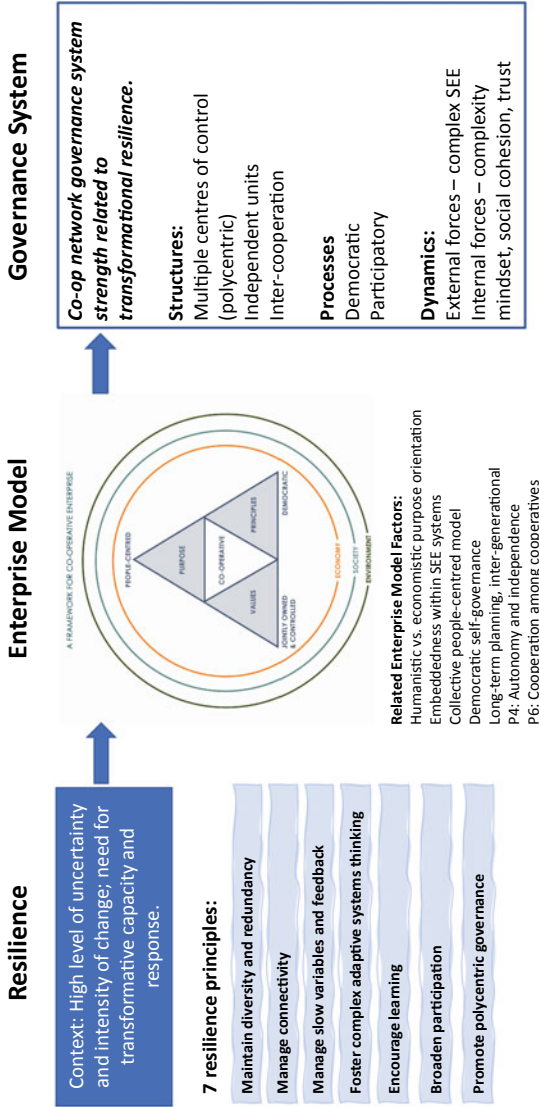 Resilience
Context: High level of uncertainty
and intensity of change; need for
transformative capacity and
response.
7 resilience principles:
Maintain diversity and redundancy
Manage connectivity
Manage slow variables and feedback
Foster complex adaptive systems thinking
Encourage learning
Broaden participation
Promote polycentric governance
Enterprise Model
A FRAMEWORK FOR CO-OPERATIVE ENTERPRISE
PEOPLE-CENTRED
PURPOSE
CO-OPERATIVE
VALUES
PRINCIPLES
JOINTLY OWNED
& CONTROLLED
DEMOCRATIC
ECONOMY
SOCIETY
ENVIRONMENT
Related Enterprise Model Factors:
Humanistic vs. economistic purpose orientation
Embeddedness within SEE systems
Collective people-centred model
Democratic self-governance
Long-term planning, inter-generational
P4: Autonomy and independence
P6: Cooperation among cooperatives
Governance System
Co-op network governance system
strength related to
transformational resilience.
Structures:
Multiple centres of control
(polycentric)
Independent units
Inter-cooperation
Processes
Democratic
Participatory
Dynamics:
External forces – complex SEE
Internal forces – complexity
mindset, social cohesion, trust